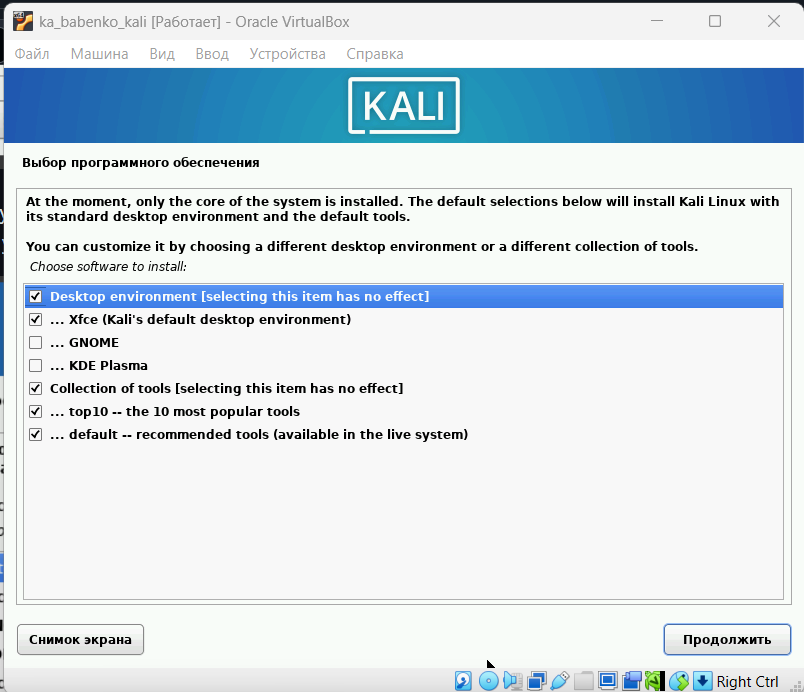 ka_babenko_kali [Работает] - Oracle VirtualBox
Файл Машина Вид Ввод Устройства Справка
KALI
Выбор программного обеспечения
At the moment, only the core of the system is installed. The default selections below will install Kali Linux with
its standard desktop environment and the default tools.
You can customize it by choosing a different desktop environment or a different collection of tools.
Choose software to install:
Desktop environment [selecting this item has no effect]
... Xfce (Kali's default desktop environment)
... GNOME
... KDE Plasma
Collection of tools [selecting this item has no effect]
... top10 -- the 10 most popular tools
... default -- recommended tools (available in the live system)
Снимок экрана
Продолжить
Right Ctrl